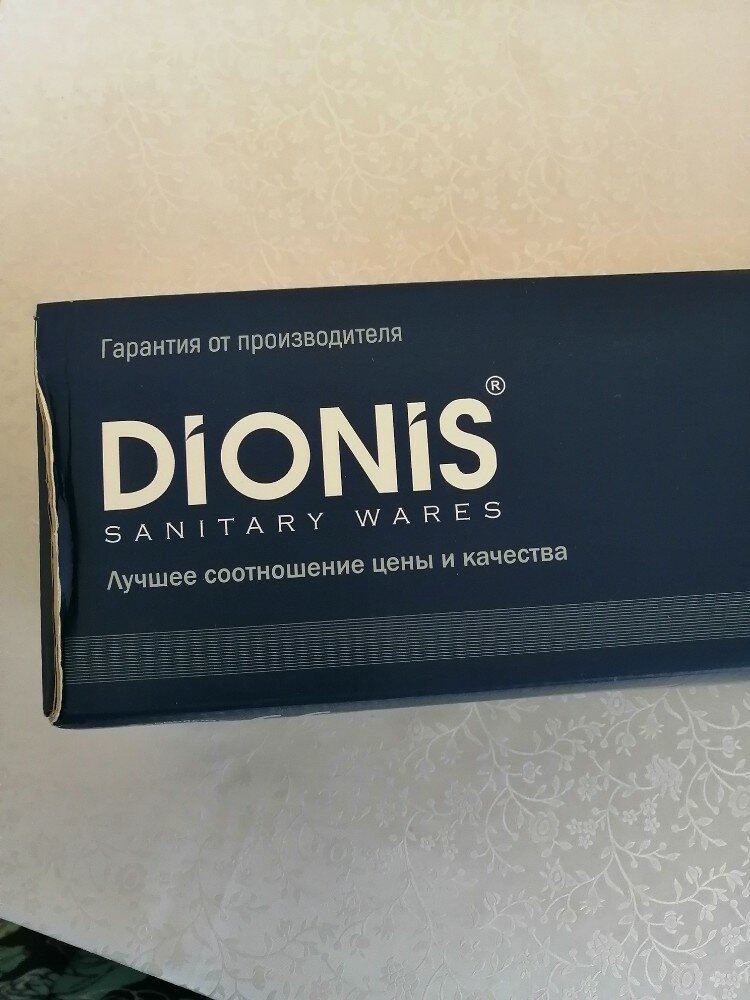 Гарантия от производителя
DiONiS®
SANITARY WARES
Лучшее соотношение цены и качества